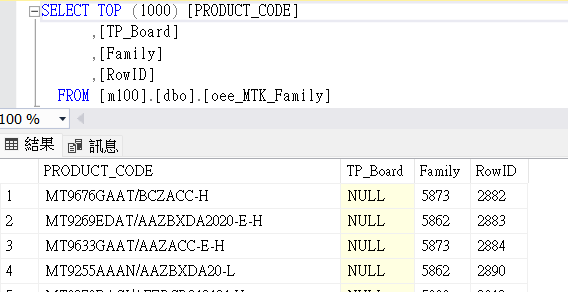 SELECT TOP (1000) [PRODUCT_CODE]
,[TP_Board]
,[Family]
,[RowID]
FROM [m100].[dbo].[oee_MTK_Family]
100 %
結果 訊息
PRODUCT_CODE TP_Board Family RowID
1 MT9676GAAT/BCZACC-H NULL 5873 2882
2 MT9269EDAT/AAZBXDA2020-E-H NULL 5862 2883
3 MT9633GAAT/AAZACC-E-H NULL 5873 2884
4 MT9255AAAN/AAZBXDA20-L NULL 5862 2890